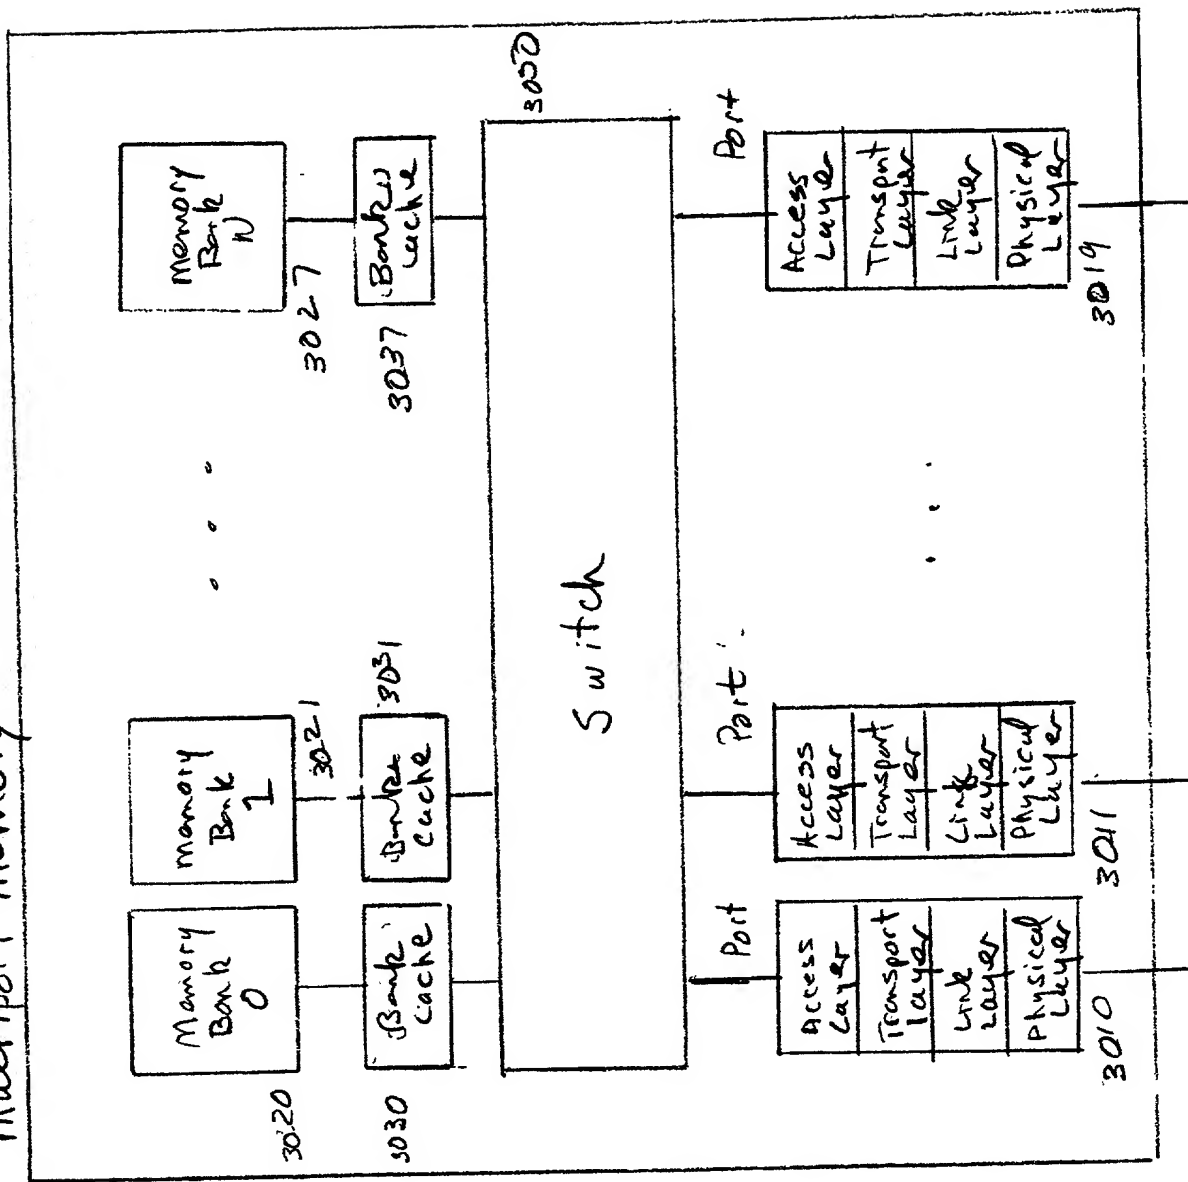 Multiport Memory
Memory
Bank
0
3020
Memory
Bank
1
3021
. . .
Memory
Bank
N
3027
Bank
Cache
3030
Bank
Cache
3031
Bank N
Cache
3037
Switch
3050
Port
Access
Layer
Transport
Layer
Link
Layer
Physical
Layer
3010
Port
Access
Layer
Transport
Layer
Link
Layer
Physical
Layer
3011
. . .
Port
Access
Layer
Transport
Layer
Link
Layer
Physical
Layer
3019